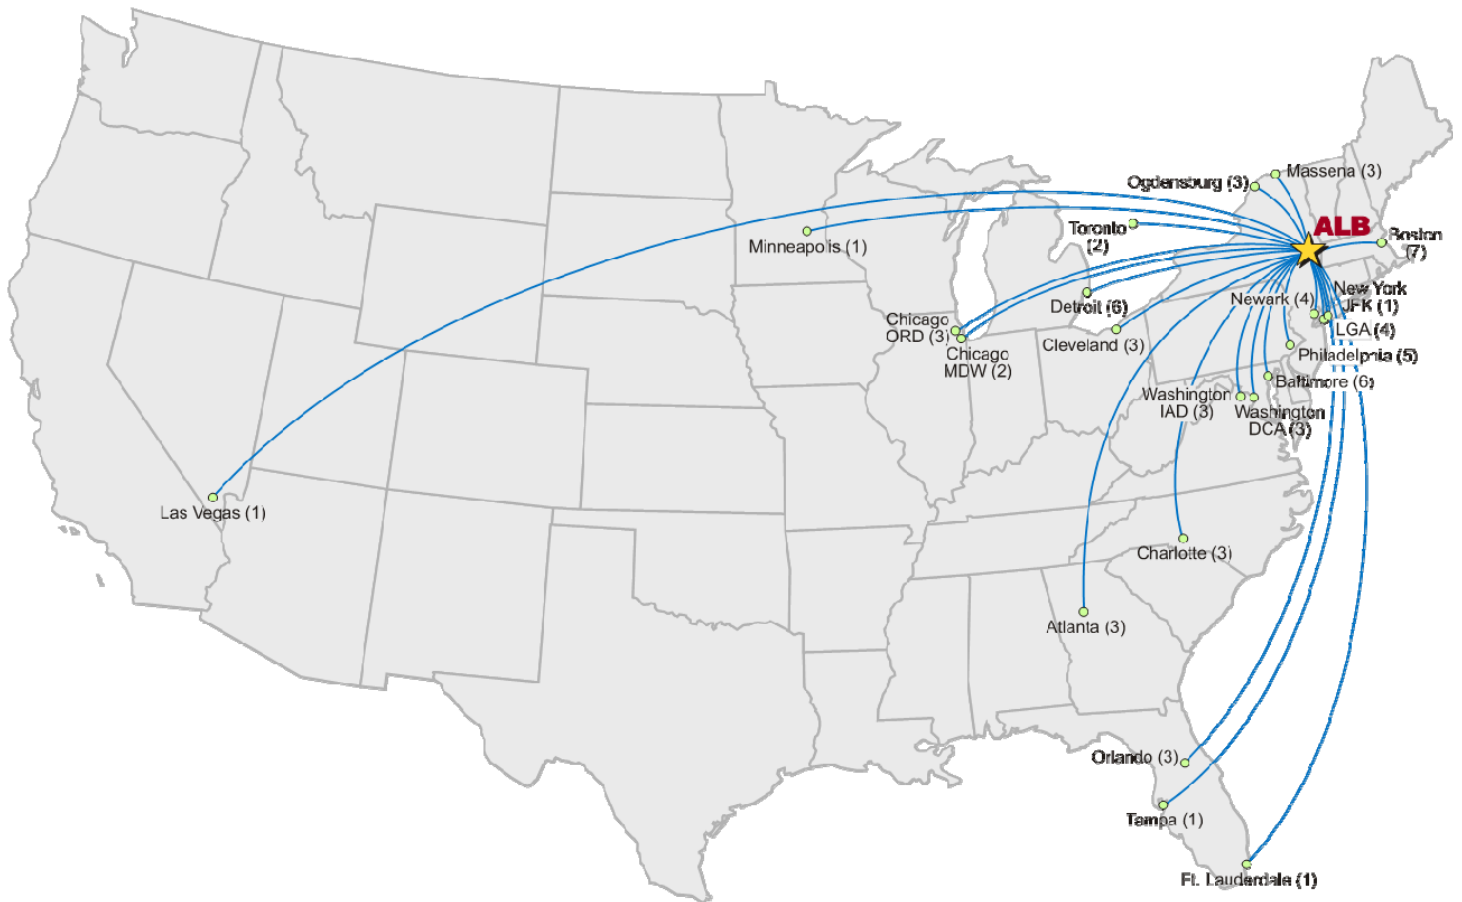 Massena (3)
Ogdensburg (3)
ALB
Toronto
(2)
Boston
(7)
Minneapolis (1)
New York
JFK (1)
Newark (4)
Detroit (6)
LGA (4)
Chicago
ORD (3)
Cleveland (3)
Chicago
MDW (2)
Philadelphia (5)
Baltimore (6)
Washington
IAD (3)
Washington
DCA (3)
Las Vegas (1)
Charlotte (3)
Atlanta (3)
Orlando (3)
Tampa (1)
Ft. Lauderdale (1)